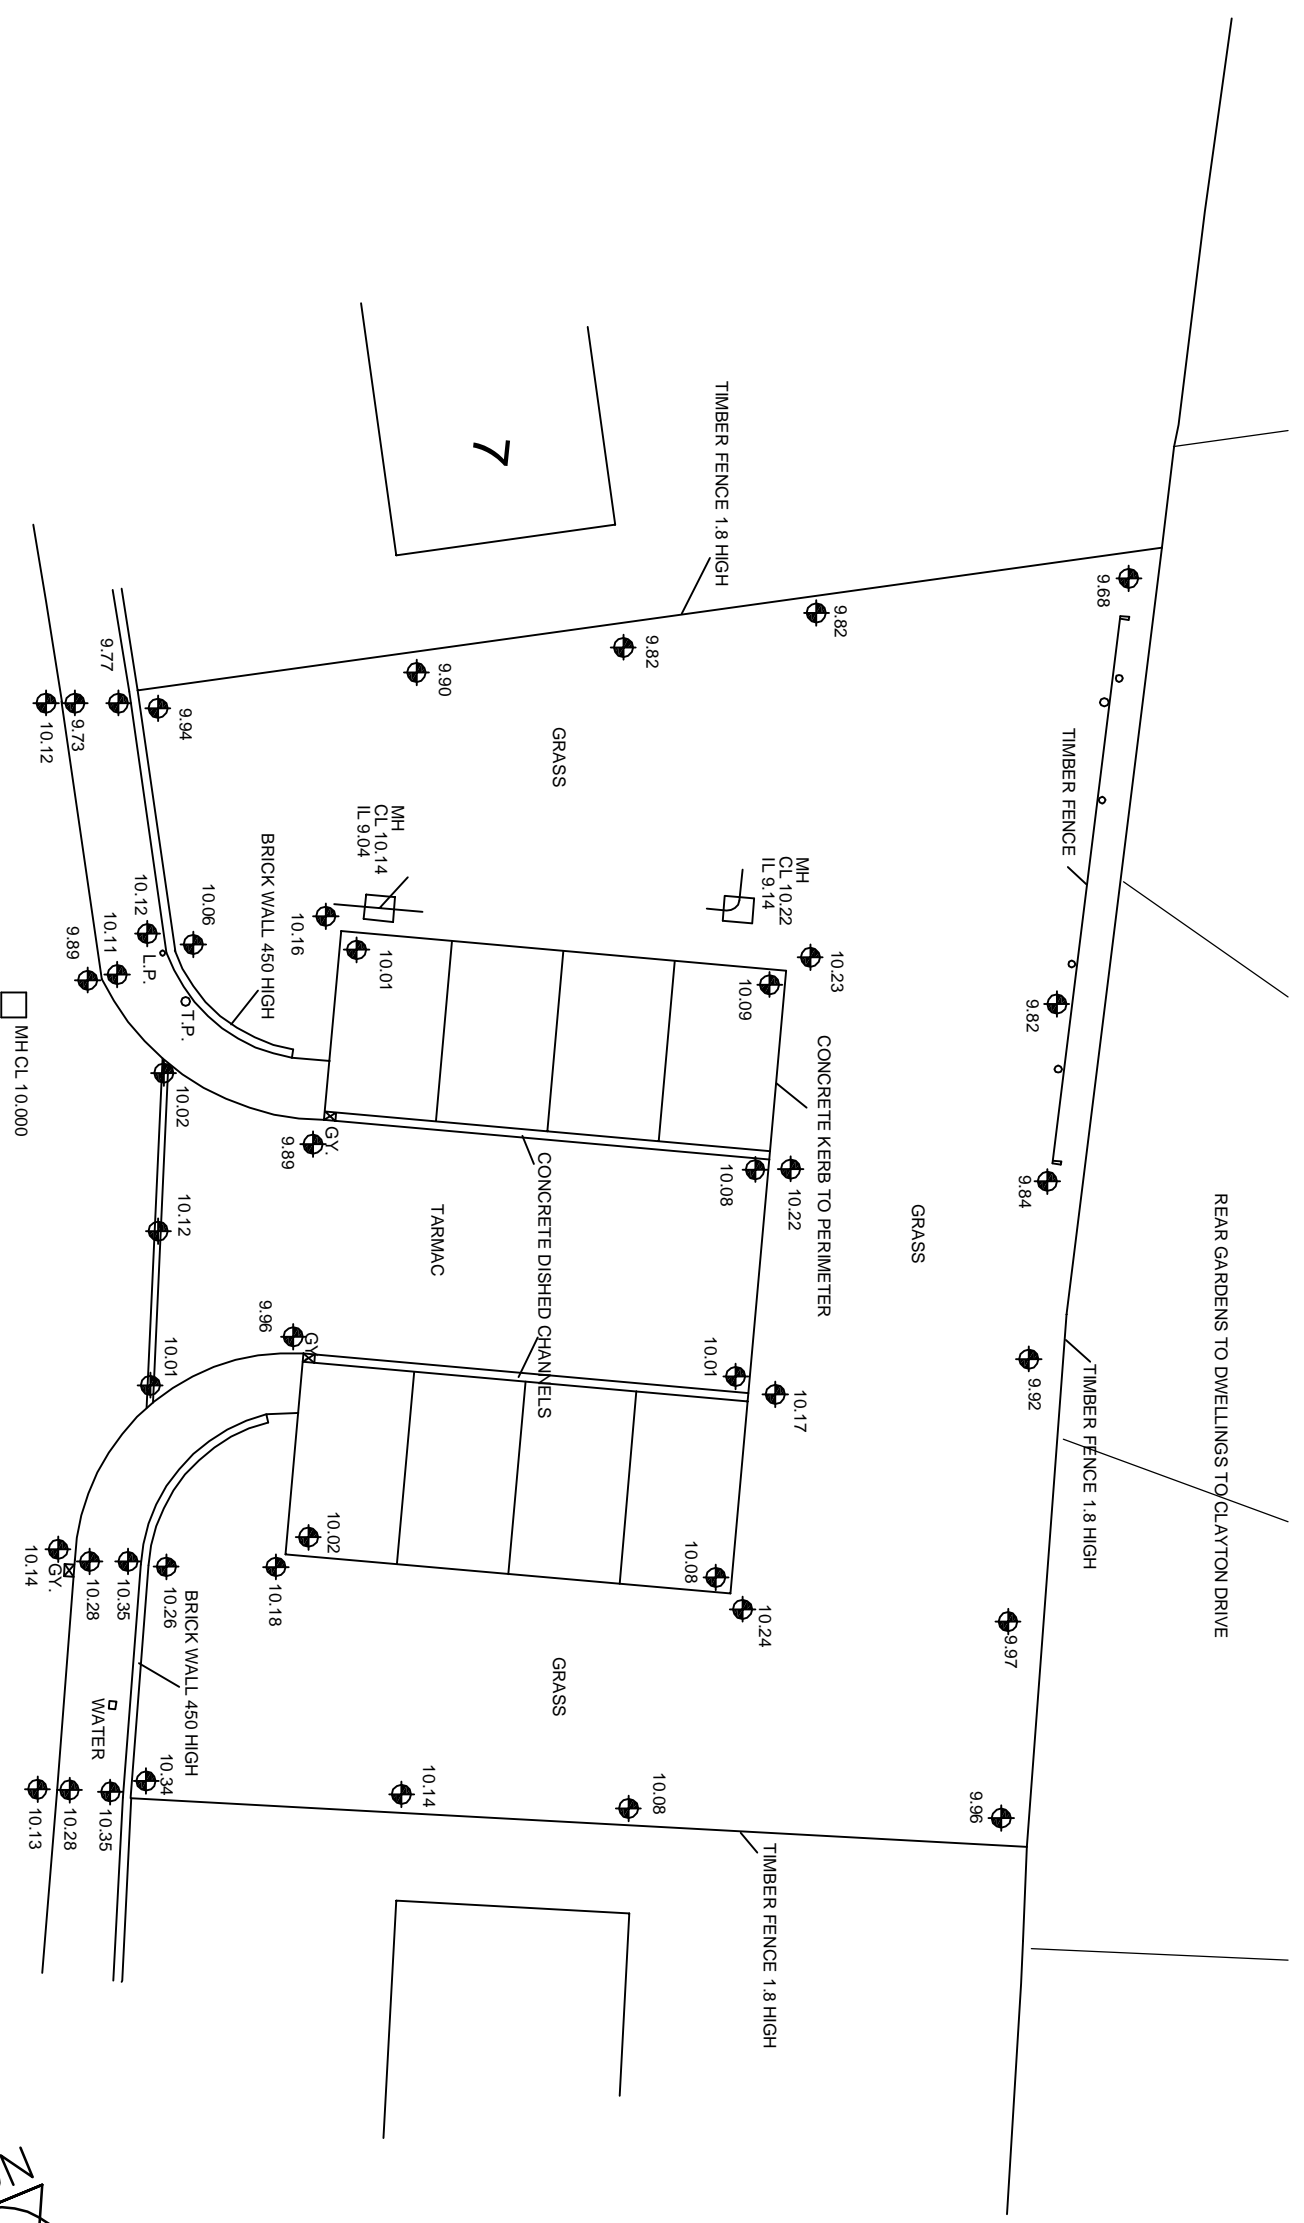 REAR GARDENS TO DWELLINGS TO CLAYTON DRIVE
TIMBER FENCE 1.8 HIGH
TIMBER FENCE
9.68
9.82
9.84
9.92
9.97
9.96
GRASS
TIMBER FENCE 1.8 HIGH
9.82
10.23
CONCRETE KERB TO PERIMETER
10.22
10.17
10.24
TIMBER FENCE 1.8 HIGH
MH
CL 10.22
IL 9.14
10.09
10.08
10.01
10.08
9.82
10.08
GRASS
CONCRETE DISHED CHANNELS
GRASS
7
9.90
TARMAC
10.14
MH
CL 10.14
IL 9.04
10.01
10.02
10.16
GY.
9.89
GY.
9.96
10.18
BRICK WALL 450 HIGH
10.06
9.94
T.P.
10.02
10.12
10.01
10.26
BRICK WALL 450 HIGH
10.34
L.P.
10.12
10.11
9.89
9.77
9.73
10.12
10.35
10.28
GY.
10.14
WATER
10.35
10.28
10.13
MH CL 10.000
N